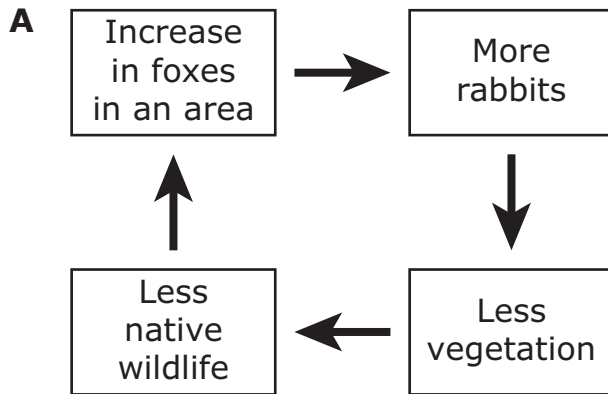 A
Increase
in foxes
in an area
More
rabbits
Less
vegetation
Less
native
wildlife